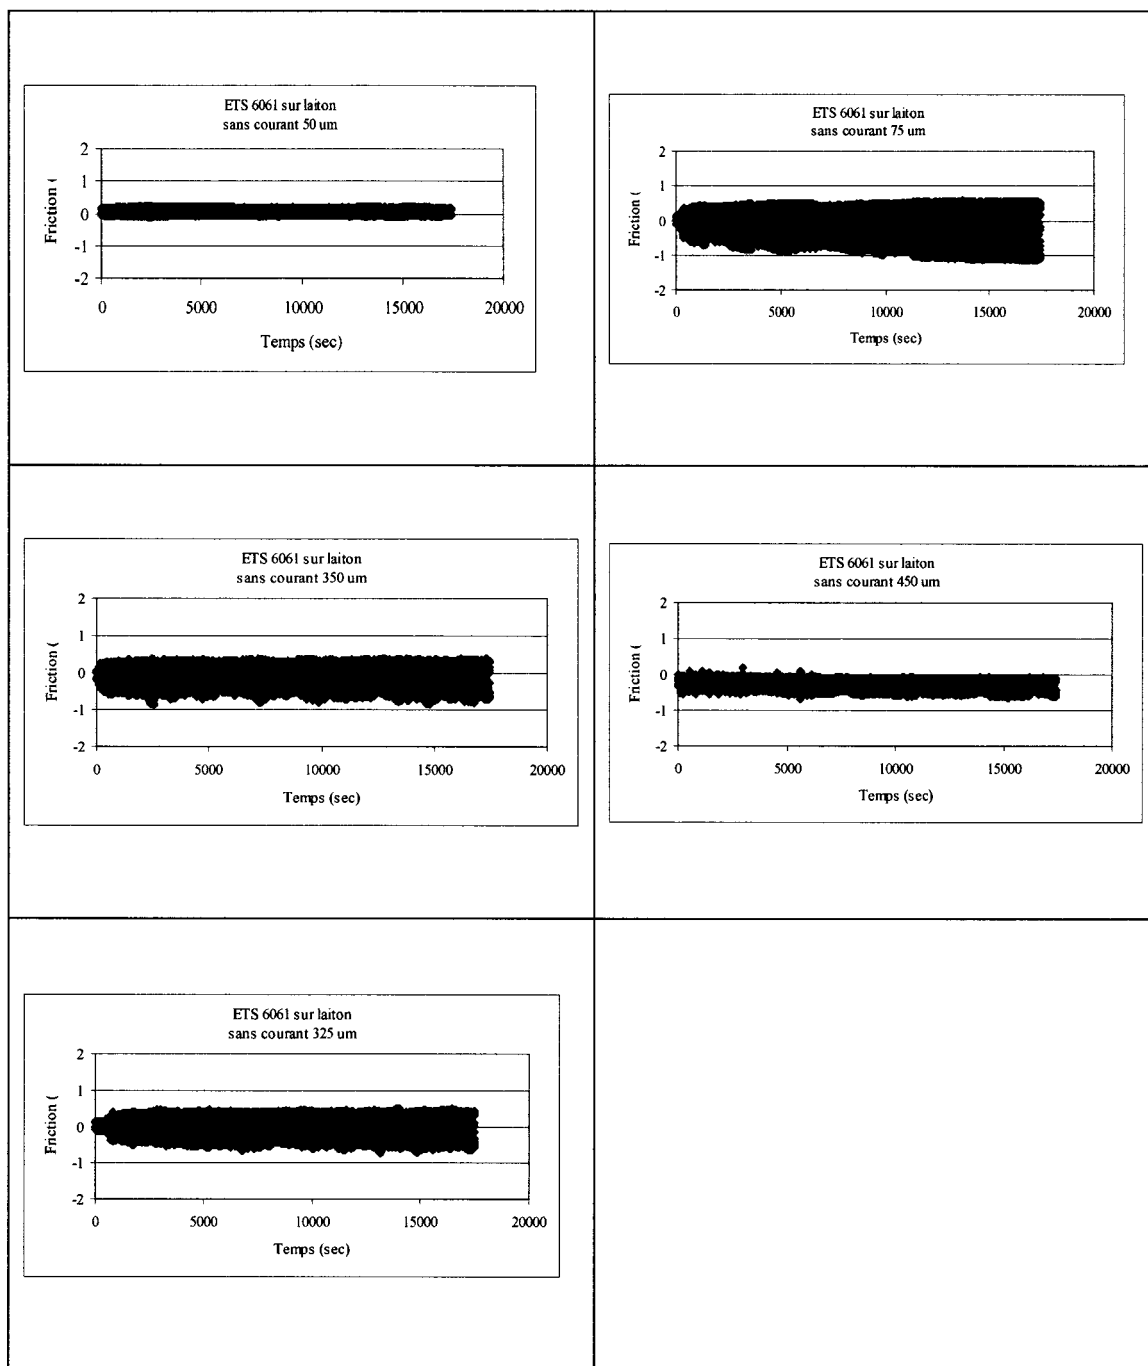 ETS 6061 sur laiton
sans courant 50 um
2
1
0
-1
-2
Friction (
0 5000 10000 15000 20000
Temps (sec)
ETS 6061 sur laiton
sans courant 75 um
2
1
0
-1
-2
Friction (
0 5000 10000 15000 20000
Temps (sec)
ETS 6061 sur laiton
sans courant 350 um
2
1
0
-1
-2
Friction (
0 5000 10000 15000 20000
Temps (sec)
ETS 6061 sur laiton
sans courant 450 um
2
1
0
-1
-2
Friction (
0 5000 10000 15000 20000
Temps (sec)
ETS 6061 sur laiton
sans courant 325 um
2
1
0
-1
-2
Friction (
0 5000 10000 15000 20000
Temps (sec)